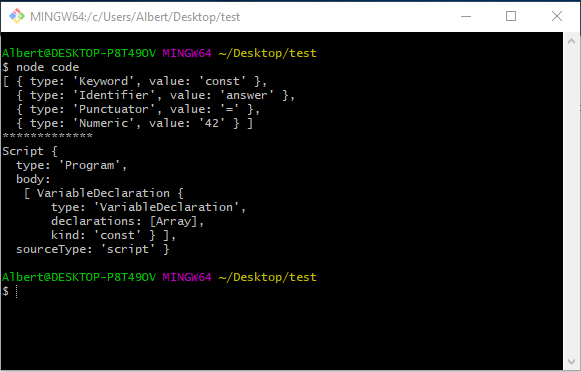 MINGW64:/c/Users/Albert/Desktop/test
Albert@DESKTOP-P8T49OV MINGW64 ~/Desktop/test
$ node code
[ { type: 'Keyword', value: 'const' },
  { type: 'Identifier', value: 'answer' },
  { type: 'Punctuator', value: '=' },
  { type: 'Numeric', value: '42' } ]
*************
Script {
  type: 'Program',
  body:
   [ VariableDeclaration {
       type: 'VariableDeclaration',
       declarations: [Array],
       kind: 'const' } ],
  sourceType: 'script' }
Albert@DESKTOP-P8T49OV MINGW64 ~/Desktop/test
$